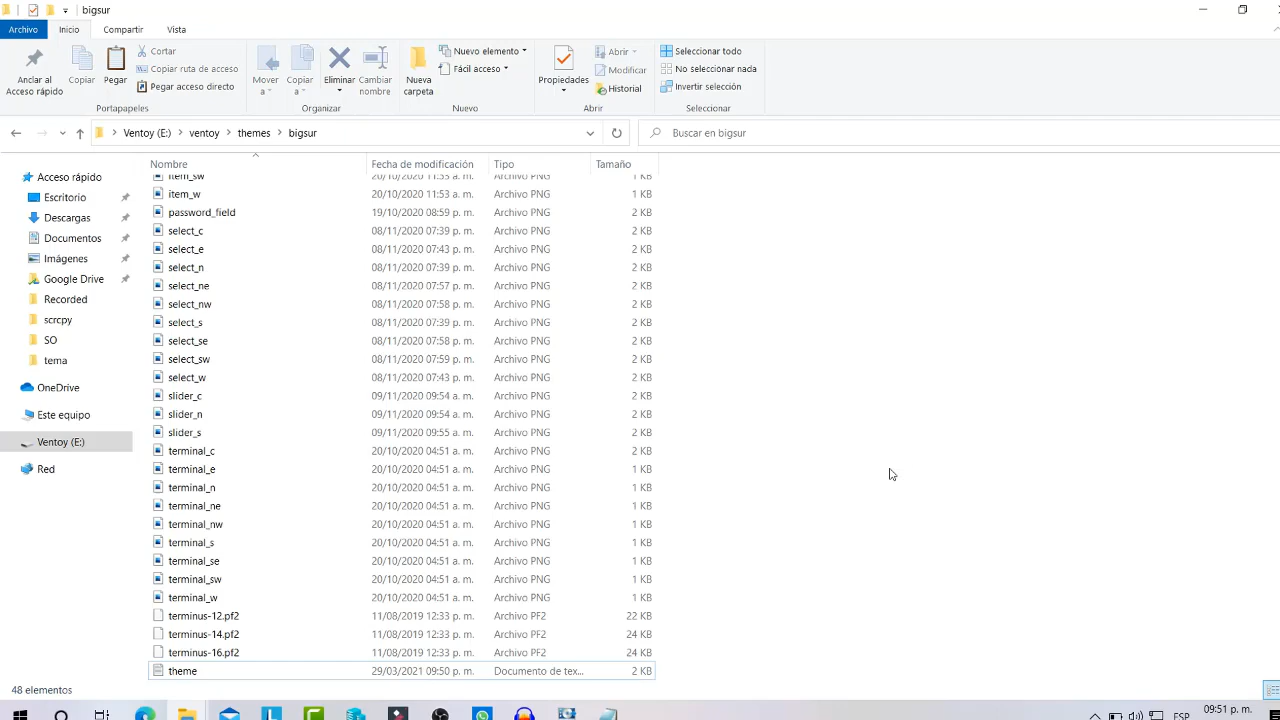 bigsur
Archivo Inicio Compartir Vista
Anclar al Acceso rápido
Copiar
Pegar
Cortar
Copiar ruta de acceso
Pegar acceso directo
Portapapeles
Mover a
Copiar a
Eliminar
Cambiar nombre
Organizar
Nueva carpeta
Nuevo elemento
Fácil acceso
Nuevo
Propiedades
Abrir
Modificar
Historial
Abrir
Seleccionar todo
No seleccionar nada
Invertir selección
Seleccionar
Ventoy (E:) ventoy themes bigsur
Buscar en bigsur
Acceso rápido
Escritorio
Descargas
Documentos
Imágenes
Google Drive
Recorded
scrcpy
SO
tema
OneDrive
Este equipo
Ventoy (E:)
Red
Nombre Fecha de modificación Tipo Tamaño
item_sw 20/10/2020 11:53 a. m. Archivo PNG 1 KB
item_w 20/10/2020 11:53 a. m. Archivo PNG 1 KB
password_field 19/10/2020 08:59 p. m. Archivo PNG 2 KB
select_c 08/11/2020 07:39 p. m. Archivo PNG 2 KB
select_e 08/11/2020 07:43 p. m. Archivo PNG 2 KB
select_n 08/11/2020 07:39 p. m. Archivo PNG 2 KB
select_ne 08/11/2020 07:57 p. m. Archivo PNG 2 KB
select_nw 08/11/2020 07:58 p. m. Archivo PNG 2 KB
select_s 08/11/2020 07:39 p. m. Archivo PNG 2 KB
select_se 08/11/2020 07:58 p. m. Archivo PNG 2 KB
select_sw 08/11/2020 07:59 p. m. Archivo PNG 2 KB
select_w 08/11/2020 07:43 p. m. Archivo PNG 2 KB
slider_c 09/11/2020 09:54 a. m. Archivo PNG 2 KB
slider_n 09/11/2020 09:54 a. m. Archivo PNG 2 KB
slider_s 09/11/2020 09:55 a. m. Archivo PNG 2 KB
terminal_c 20/10/2020 04:51 a. m. Archivo PNG 2 KB
terminal_e 20/10/2020 04:51 a. m. Archivo PNG 1 KB
terminal_n 20/10/2020 04:51 a. m. Archivo PNG 1 KB
terminal_ne 20/10/2020 04:51 a. m. Archivo PNG 1 KB
terminal_nw 20/10/2020 04:51 a. m. Archivo PNG 1 KB
terminal_s 20/10/2020 04:51 a. m. Archivo PNG 1 KB
terminal_se 20/10/2020 04:51 a. m. Archivo PNG 1 KB
terminal_sw 20/10/2020 04:51 a. m. Archivo PNG 1 KB
terminal_w 20/10/2020 04:51 a. m. Archivo PNG 1 KB
terminus-12.pf2 11/08/2019 12:33 p. m. Archivo PF2 22 KB
terminus-14.pf2 11/08/2019 12:33 p. m. Archivo PF2 24 KB
terminus-16.pf2 11/08/2019 12:33 p. m. Archivo PF2 24 KB
theme 29/03/2021 09:50 p. m. Documento de tex... 2 KB
48 elementos
ESP
09:51 p. m.